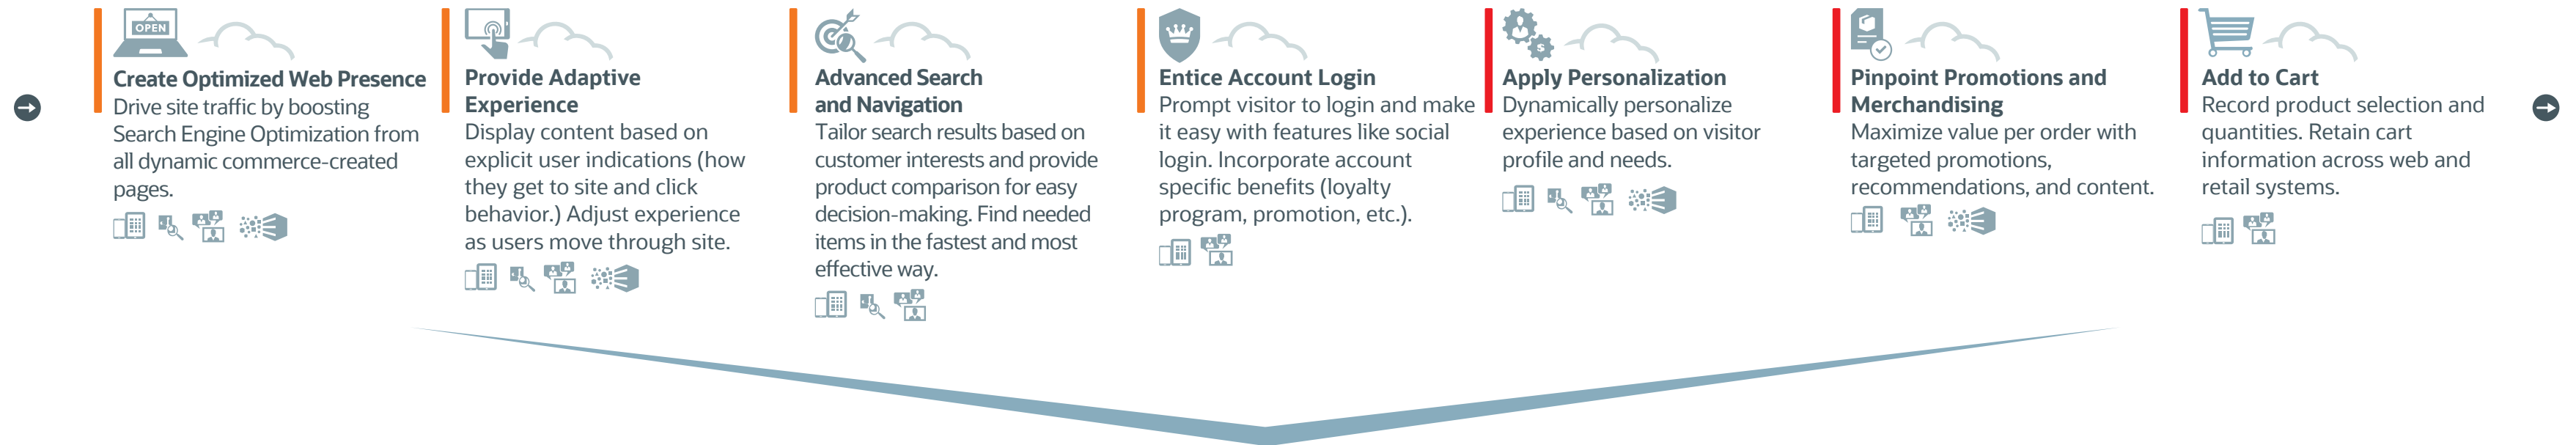 OPEN
Create Optimized Web Presence
Drive site traffic by boosting
Search Engine Optimization from
all dynamic commerce-created
pages.
Provide Adaptive
Experience
Display content based on
explicit user indications (how
they get to site and click
behavior.) Adjust experience
as users move through site.
Advanced Search
and Navigation
Tailor search results based on
customer interests and provide
product comparison for easy
decision-making. Find needed
items in the fastest and most
effective way.
Entice Account Login
Prompt visitor to login and make
it easy with features like social
login. Incorporate account
specific benefits (loyalty
program, promotion, etc.).
$
Apply Personalization
Dynamically personalize
experience based on visitor
profile and needs.
Pinpoint Promotions and
Merchandising
Maximize value per order with
targeted promotions,
recommendations, and content.
Add to Cart
Record product selection and
quantities. Retain cart
information across web and
retail systems.